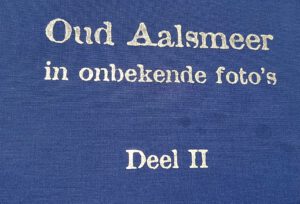 Oud Aalsmeer
in onbekende foto's
Deel II